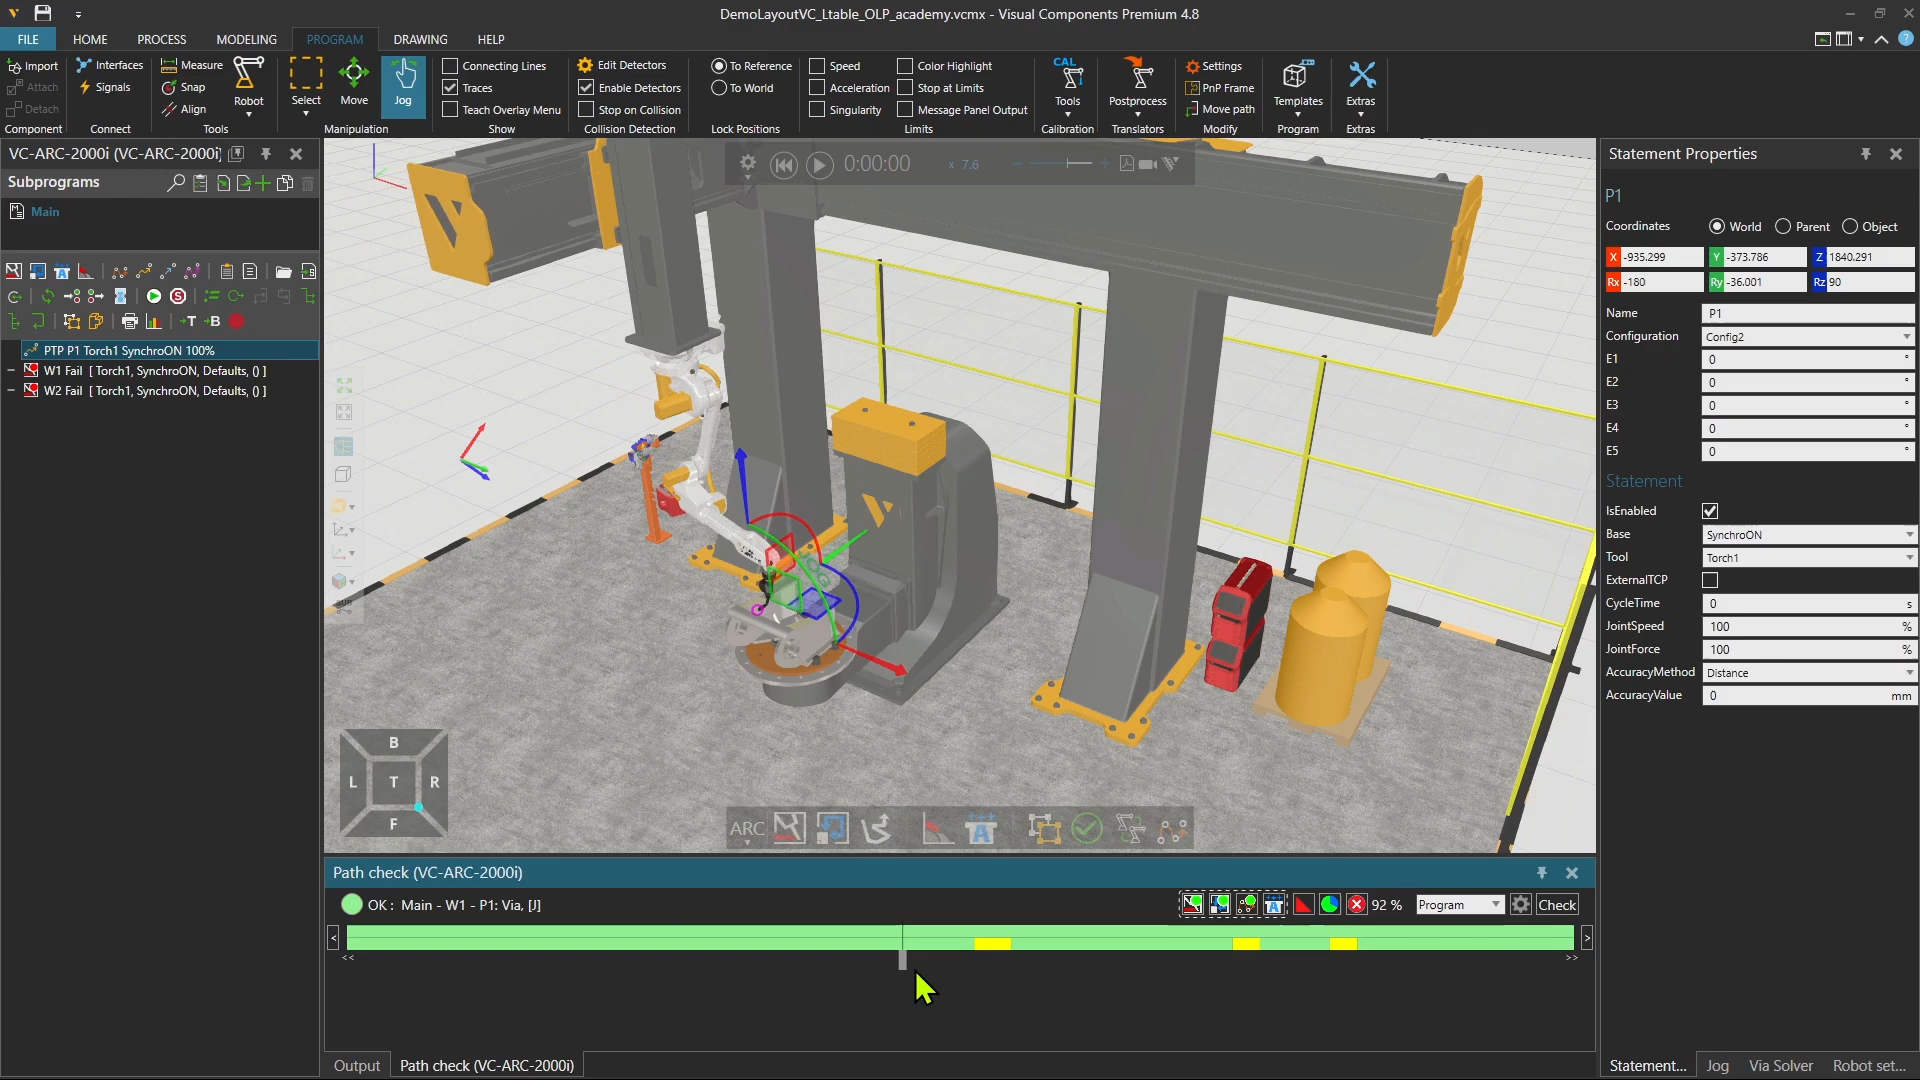 DemoLayoutVC_Ltable_OLP_academy.vcmx - Visual Components Premium 4.8
FILE HOME PROCESS MODELING PROGRAM DRAWING HELP
Import
Attach
Detach
Component
Interfaces
Signals
Connect
Measure
Snap
Align
Robot
Tools
Select
Move
Jog
Manipulation
Connecting Lines
Traces
Teach Overlay Menu
Show
Edit Detectors
Enable Detectors
Stop on Collision
Collision Detection
To Reference
To World
Lock Positions
Speed
Acceleration
Singularity
Color Highlight
Stop at Limits
Message Panel Output
Limits
CAL
Tools
Calibration
Postprocess
Translators
Settings
PnP Frame
Move path
Modify
Templates
Program
Extras
Extras
VC-ARC-2000i (VC-ARC-2000i)
Subprograms
Main
PTP P1 Torch1 SynchroON 100%
W1 Fail [ Torch1, SynchroON, Defaults, () ]
W2 Fail [ Torch1, SynchroON, Defaults, () ]
0:00:00 x 7.6
B
L T R
F
ARC
Path check (VC-ARC-2000i)
OK : Main - W1 - P1: Via, [J]
92 % Program Check
<< >>
Output Path check (VC-ARC-2000i)
Statement Properties
P1
Coordinates World Parent Object
X -935.299 Y -373.786 Z 1840.291
Rx -180 Ry -36.001 Rz 90
Name P1
Configuration Config2
E1 0 °
E2 0 °
E3 0 °
E4 0 °
E5 0 °
Statement
IsEnabled
Base SynchroON
Tool Torch1
ExternalTCP
CycleTime 0 s
JointSpeed 100 %
JointForce 100 %
AccuracyMethod Distance
AccuracyValue 0 mm
Statement... Jog Via Solver Robot set...